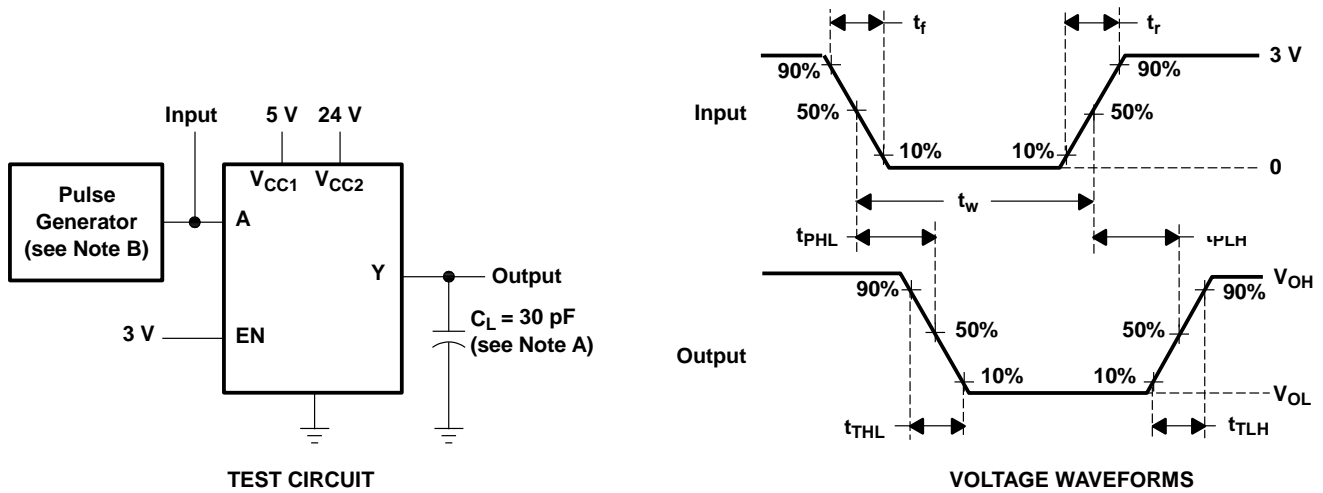 Input
5 V
24 V
Pulse
Generator
(see Note B)
VCC1
VCC2
A
Y
Output
3 V
EN
CL = 30 pF
(see Note A)
TEST CIRCUIT
tf
tr
3 V
90%
90%
Input
50%
50%
10%
10%
0
tw
tPHL
tPLH
VOH
90%
90%
50%
50%
Output
10%
10%
VOL
tTHL
tTLH
VOLTAGE WAVEFORMS